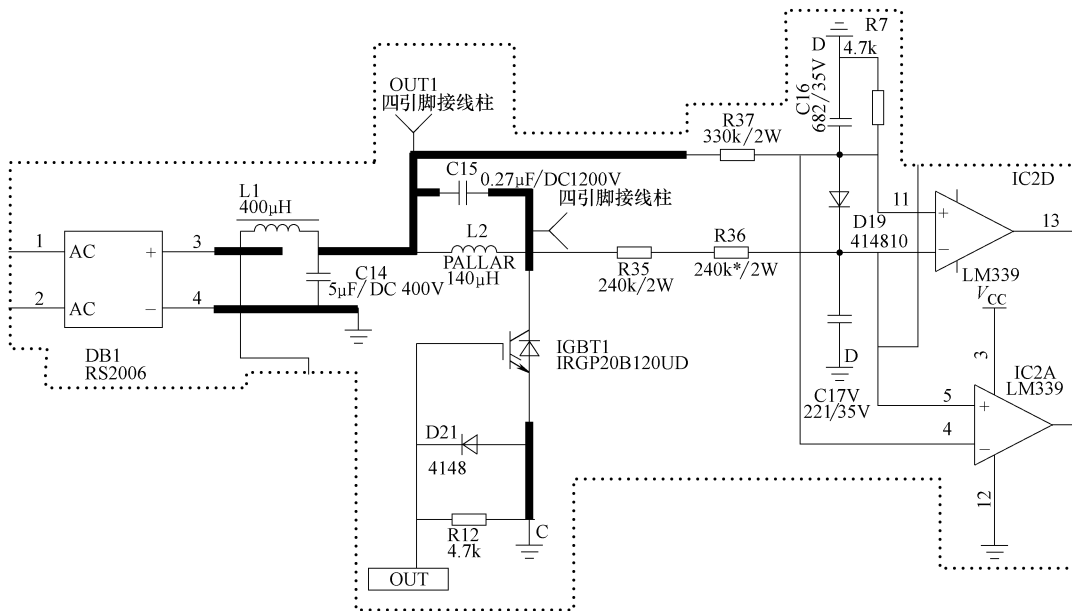 R7
D
4.7k
C16
682/35V
OUT1
四引脚接线柱
R37
330k/2W
C15
0.27μF/DC1200V
IC2D
L1
400μH
四引脚接线柱
11
+
13
1
AC
+
3
L2
R36
D19
414810
−
PALLAR
140μH
R35
240k/2W
240k*/2W
LM339
C14
5μF/DC 400V
VCC
2
AC
−
4
DB1
RS2006
IGBT1
IRGP20B120UD
D
3
C17V
221/35V
IC2A
LM339
5
+
4
−
D21
4148
12
R12
4.7k
C
OUT